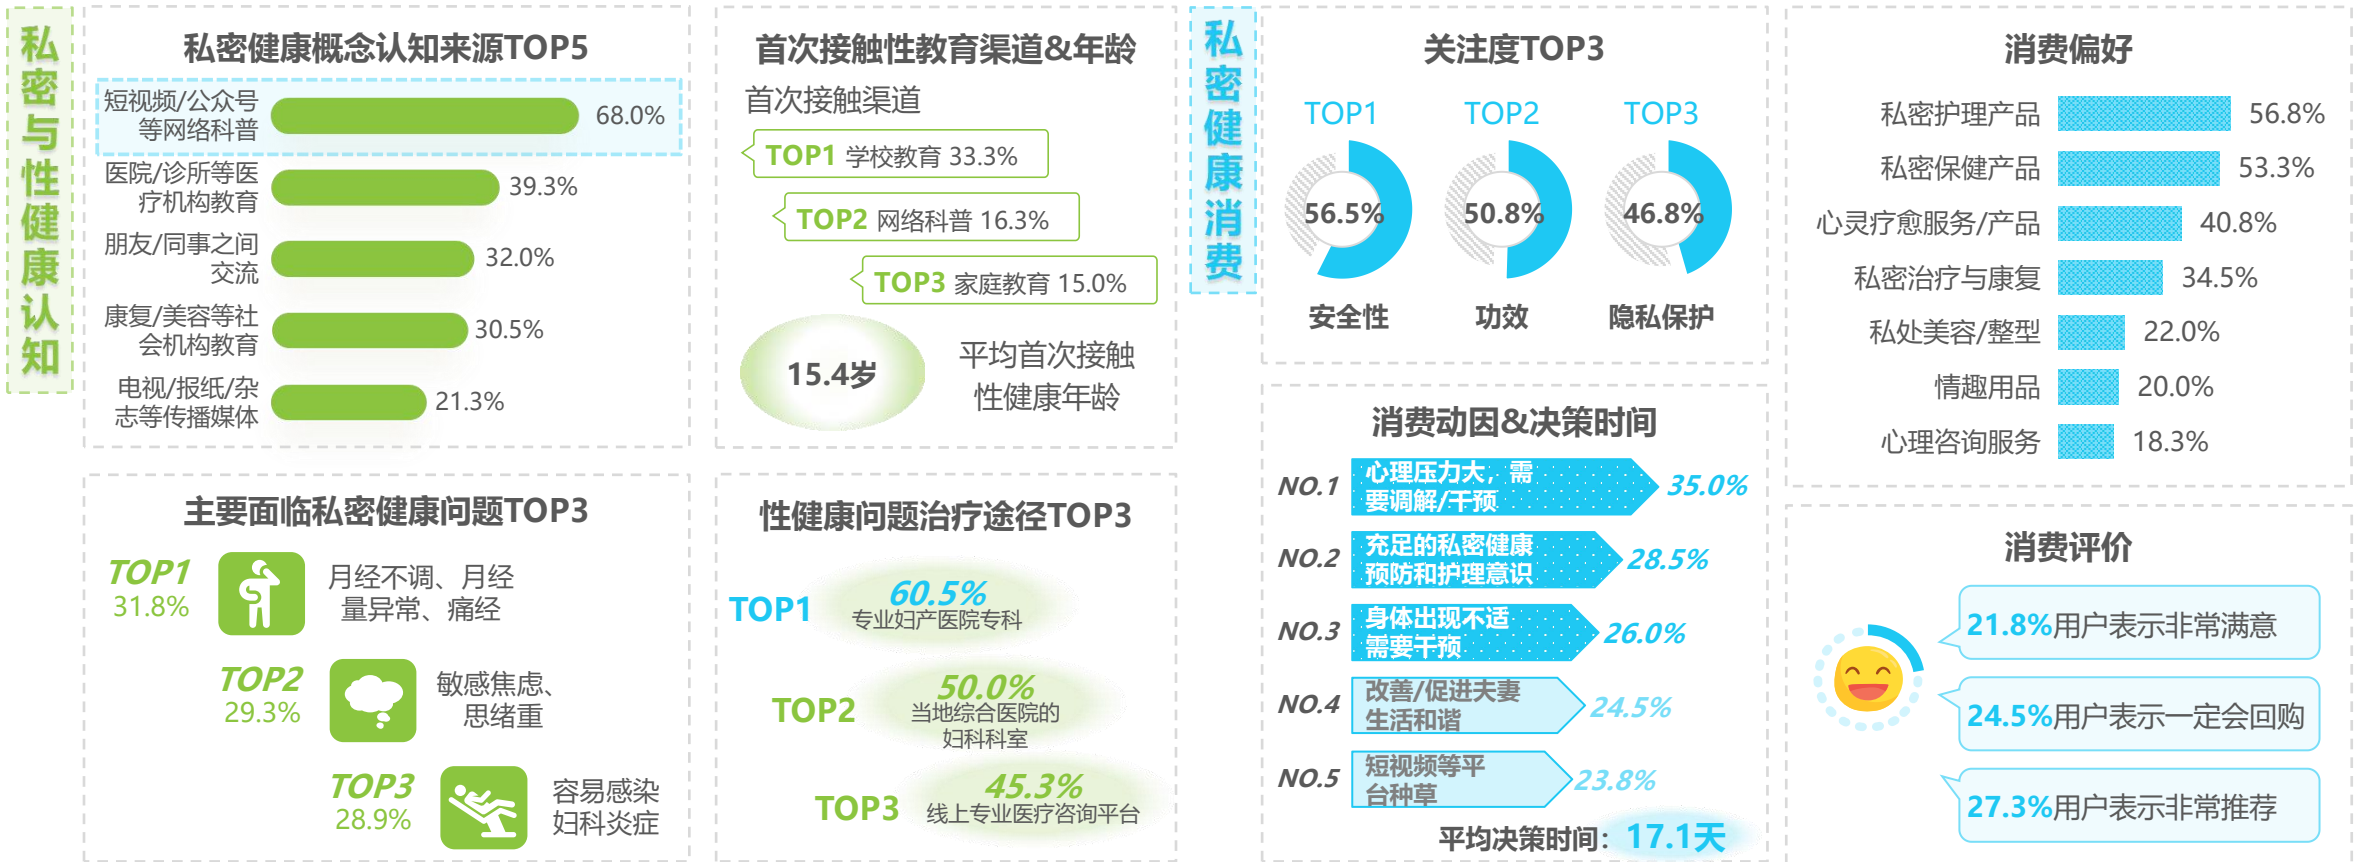 私密与性健康认知
私密健康概念认知来源TOP5
短视频/公众号
等网络科普
68.0%
医院/诊所等医
疗机构教育
39.3%
朋友/同事之间
交流
32.0%
康复/美容等社
会机构教育
30.5%
电视/报纸/杂
志等传播媒体
21.3%
首次接触性教育渠道&年龄
首次接触渠道
TOP1 学校教育 33.3%
TOP2 网络科普 16.3%
TOP3 家庭教育 15.0%
15.4岁
平均首次接触
性健康年龄
主要面临私密健康问题TOP3
TOP1
31.8%
月经不调、月经
量异常、痛经
TOP2
29.3%
敏感焦虑、
思绪重
TOP3
28.9%
容易感染
妇科炎症
性健康问题治疗途径TOP3
TOP1
60.5%
专业妇产医院专科
TOP2
50.0%
当地综合医院的
妇科科室
TOP3
45.3%
线上专业医疗咨询平台
私密健康消费
关注度TOP3
TOP1
56.5%
安全性
TOP2
50.8%
功效
TOP3
46.8%
隐私保护
消费动因&决策时间
NO.1
心理压力大，需
要调解/干预
35.0%
NO.2
充足的私密健康
预防和护理意识
28.5%
NO.3
身体出现不适
需要干预
26.0%
NO.4
改善/促进夫妻
生活和谐
24.5%
NO.5
短视频等平
台种草
23.8%
平均决策时间：17.1天
消费偏好
私密护理产品 56.8%
私密保健产品 53.3%
心灵疗愈服务/产品 40.8%
私密治疗与康复 34.5%
私处美容/整型 22.0%
情趣用品 20.0%
心理咨询服务 18.3%
消费评价
21.8%用户表示非常满意
24.5%用户表示一定会回购
27.3%用户表示非常推荐